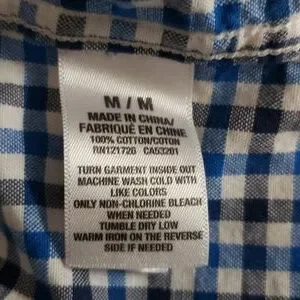 M / M
MADE IN CHINA/
FABRIQUÉ EN CHINE
100% COTTON/COTON
RN121726 CA53201
TURN GARMENT INSIDE OUT
MACHINE WASH COLD WITH
LIKE COLORS
ONLY NON-CHLORINE BLEACH
WHEN NEEDED
TUMBLE DRY LOW
WARM IRON ON THE REVERSE
SIDE IF NEEDED